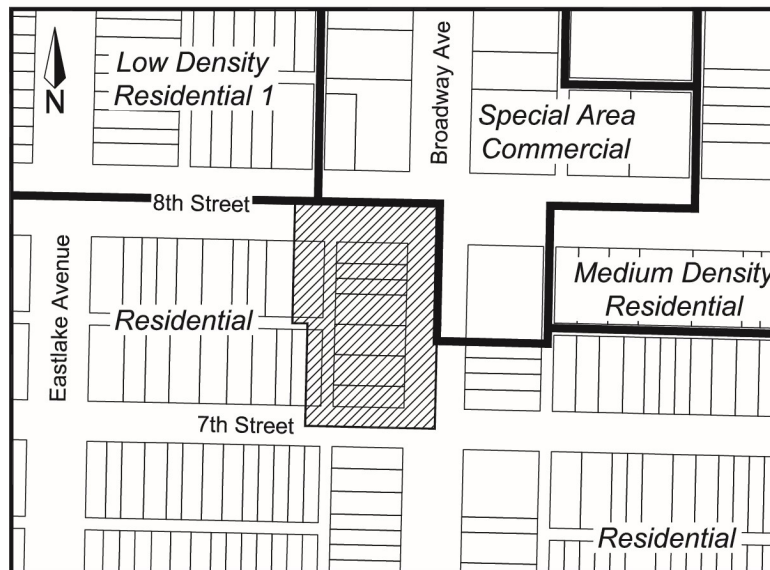 Low Density
Residential 1
N
Broadway Ave
Special Area
Commercial
8th Street
Eastlake Avenue
Residential
Medium Density
Residential
7th Street
Residential